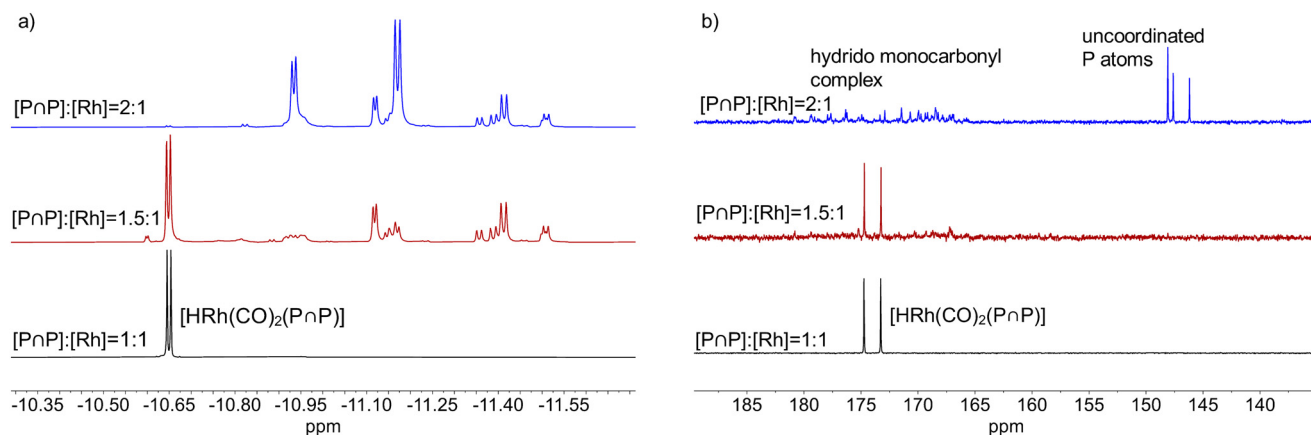 a)
[P∩P]:[Rh]=2:1
[P∩P]:[Rh]=1.5:1
[HRh(CO)₂(P∩P)]
[P∩P]:[Rh]=1:1
-10.35 -10.50 -10.65 -10.80 -10.95 -11.10 -11.25 -11.40 -11.55
ppm
b)
uncoordinated
P atoms
hydrido monocarbonyl
complex
[P∩P]:[Rh]=2:1
[P∩P]:[Rh]=1.5:1
[HRh(CO)₂(P∩P)]
[P∩P]:[Rh]=1:1
185 180 175 170 165 160 155 150 145 140
ppm